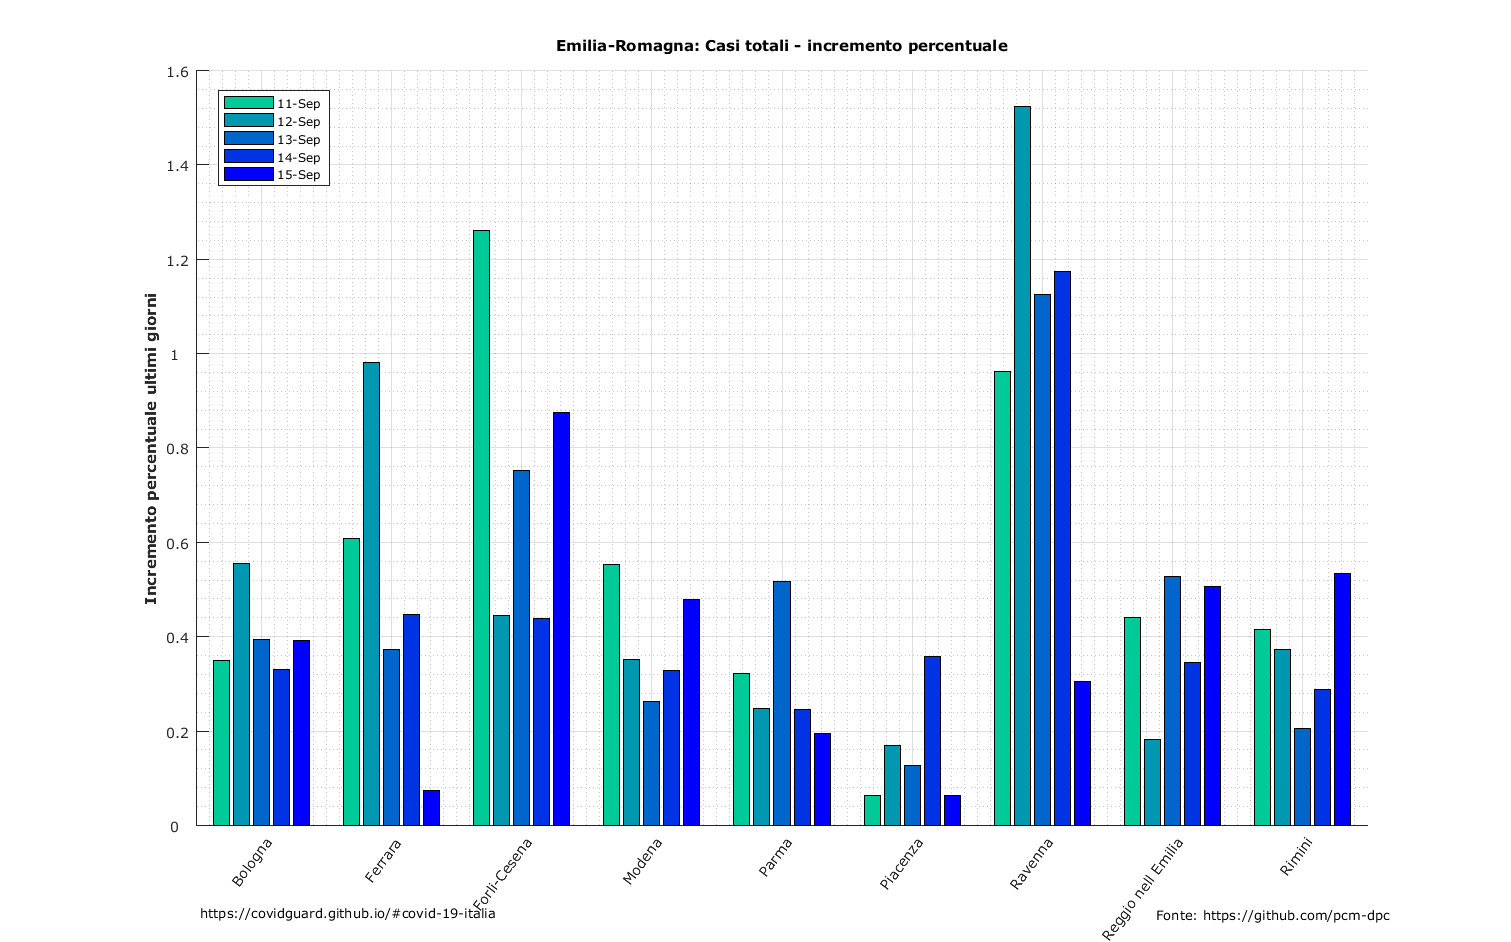 Emilia-Romagna: Casi totali - incremento percentuale
1.6
1.4
1.2
1
0.8
0.6
0.4
0.2
0
Incremento percentuale ultimi giorni
11-Sep
12-Sep
13-Sep
14-Sep
15-Sep
Bologna
Ferrara
Forlì-Cesena
Modena
Parma
Piacenza
Ravenna
Reggio nell Emilia
Rimini
https://covidguard.github.io/#covid-19-italia
Fonte: https://github.com/pcm-dpc